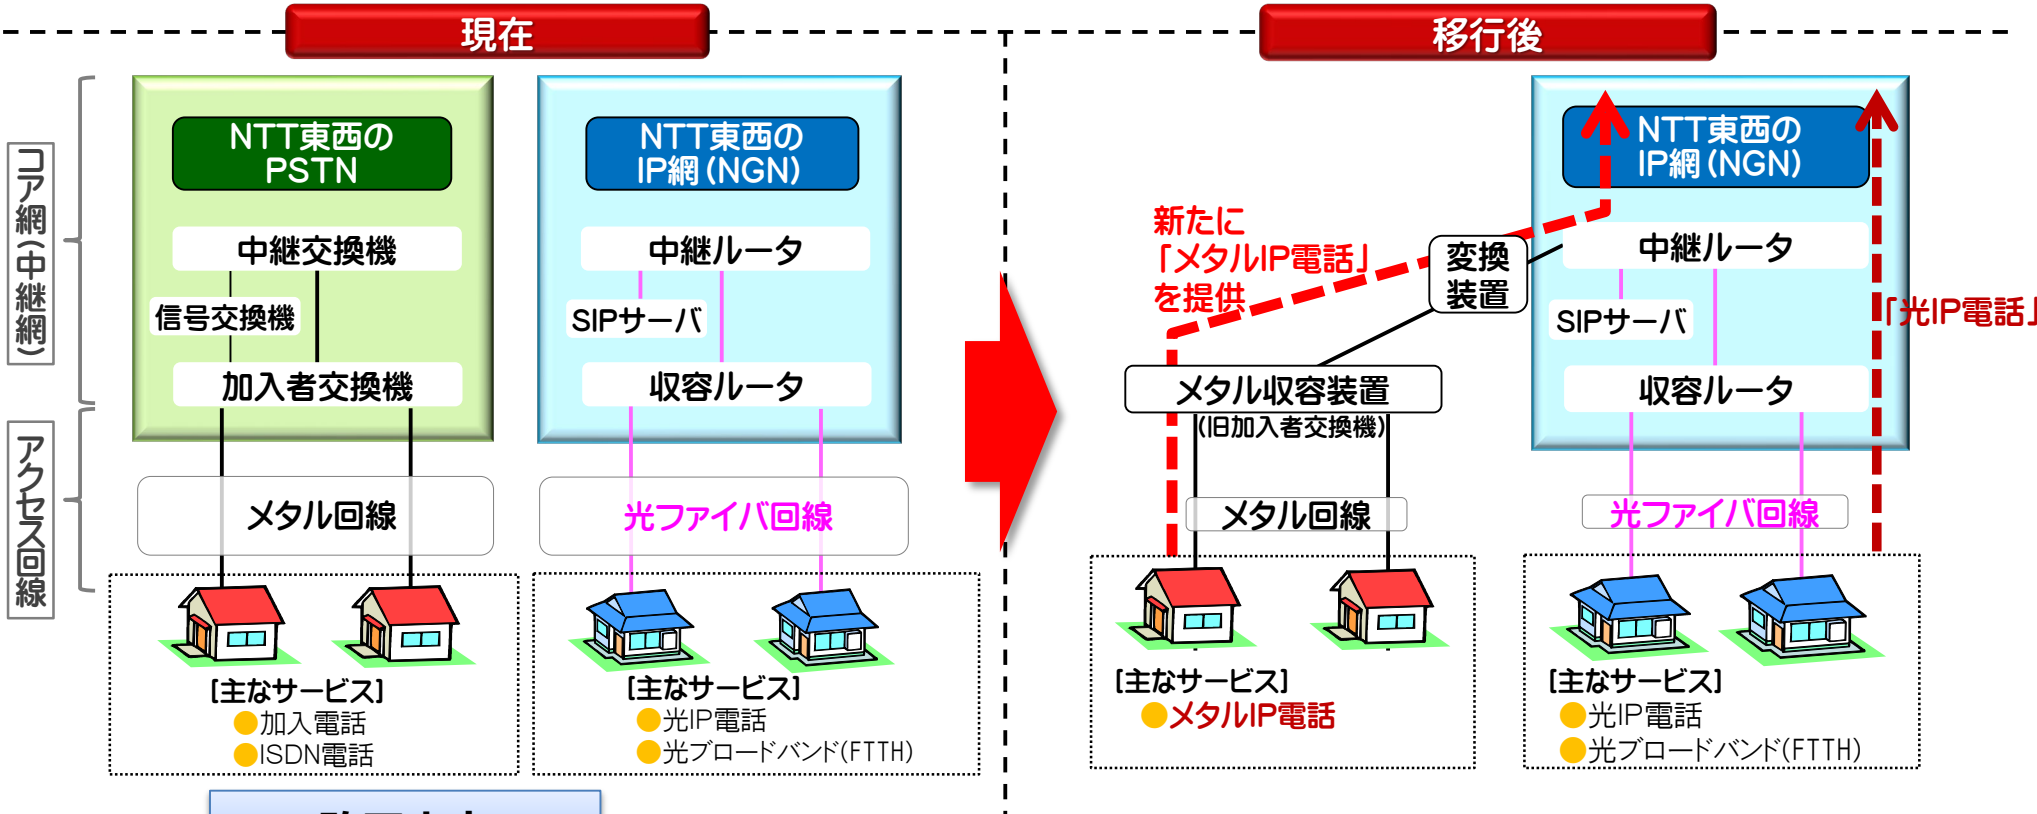 現在
移行後
コア網(中継網)
アクセス回線
NTT東西の
PSTN
中継交換機
信号交換機
加入者交換機
メタル回線
[主なサービス]
●加入電話
●ISDN電話
NTT東西の
IP網(NGN)
中継ルータ
SIPサーバ
収容ルータ
光ファイバ回線
[主なサービス]
●光IP電話
●光ブロードバンド(FTTH)
新たに
「メタルIP電話」
を提供
変換
装置
メタル収容装置
(旧加入者交換機)
メタル回線
[主なサービス]
●メタルIP電話
NTT東西の
IP網(NGN)
中継ルータ
SIPサーバ
収容ルータ
「光IP電話」
光ファイバ回線
[主なサービス]
●光IP電話
●光ブロードバンド(FTTH)